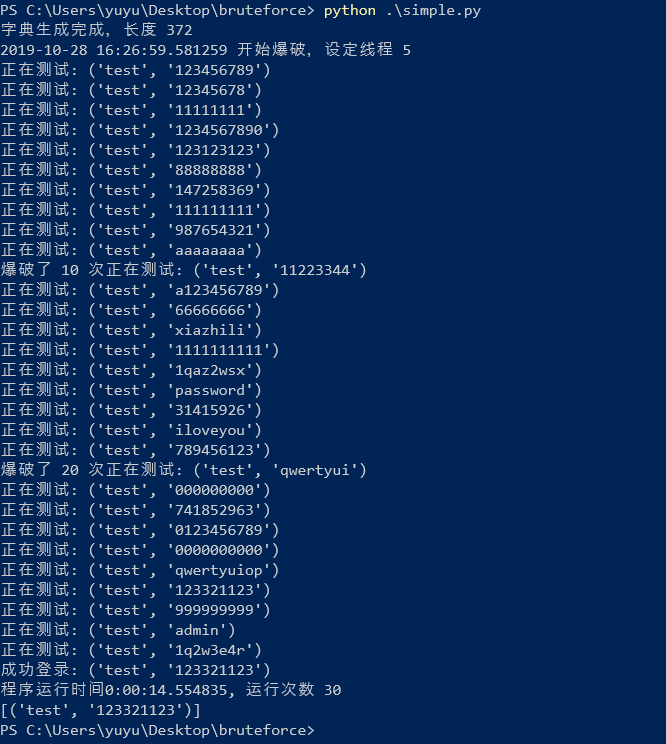 PS C:\Users\yuyu\Desktop\bruteforce> python .\simple.py
字典生成完成, 长度 372
2019-10-28 16:26:59.581259 开始爆破, 设定线程 5
正在测试: ('test', '123456789')
正在测试: ('test', '12345678')
正在测试: ('test', '11111111')
正在测试: ('test', '1234567890')
正在测试: ('test', '123123123')
正在测试: ('test', '88888888')
正在测试: ('test', '147258369')
正在测试: ('test', '111111111')
正在测试: ('test', '987654321')
正在测试: ('test', 'aaaaaaaa')
爆破了 10 次正在测试: ('test', '11223344')
正在测试: ('test', 'a123456789')
正在测试: ('test', '66666666')
正在测试: ('test', 'xiazhili')
正在测试: ('test', '1111111111')
正在测试: ('test', '1qaz2wsx')
正在测试: ('test', 'password')
正在测试: ('test', '31415926')
正在测试: ('test', 'iloveyou')
正在测试: ('test', '789456123')
爆破了 20 次正在测试: ('test', 'qwertyui')
正在测试: ('test', '000000000')
正在测试: ('test', '741852963')
正在测试: ('test', '0123456789')
正在测试: ('test', '0000000000')
正在测试: ('test', 'qwertyuiop')
正在测试: ('test', '123321123')
正在测试: ('test', '999999999')
正在测试: ('test', 'admin')
正在测试: ('test', '1q2w3e4r')
成功登录: ('test', '123321123')
程序运行时间0:00:14.554835, 运行次数 30
[('test', '123321123')]
PS C:\Users\yuyu\Desktop\bruteforce>